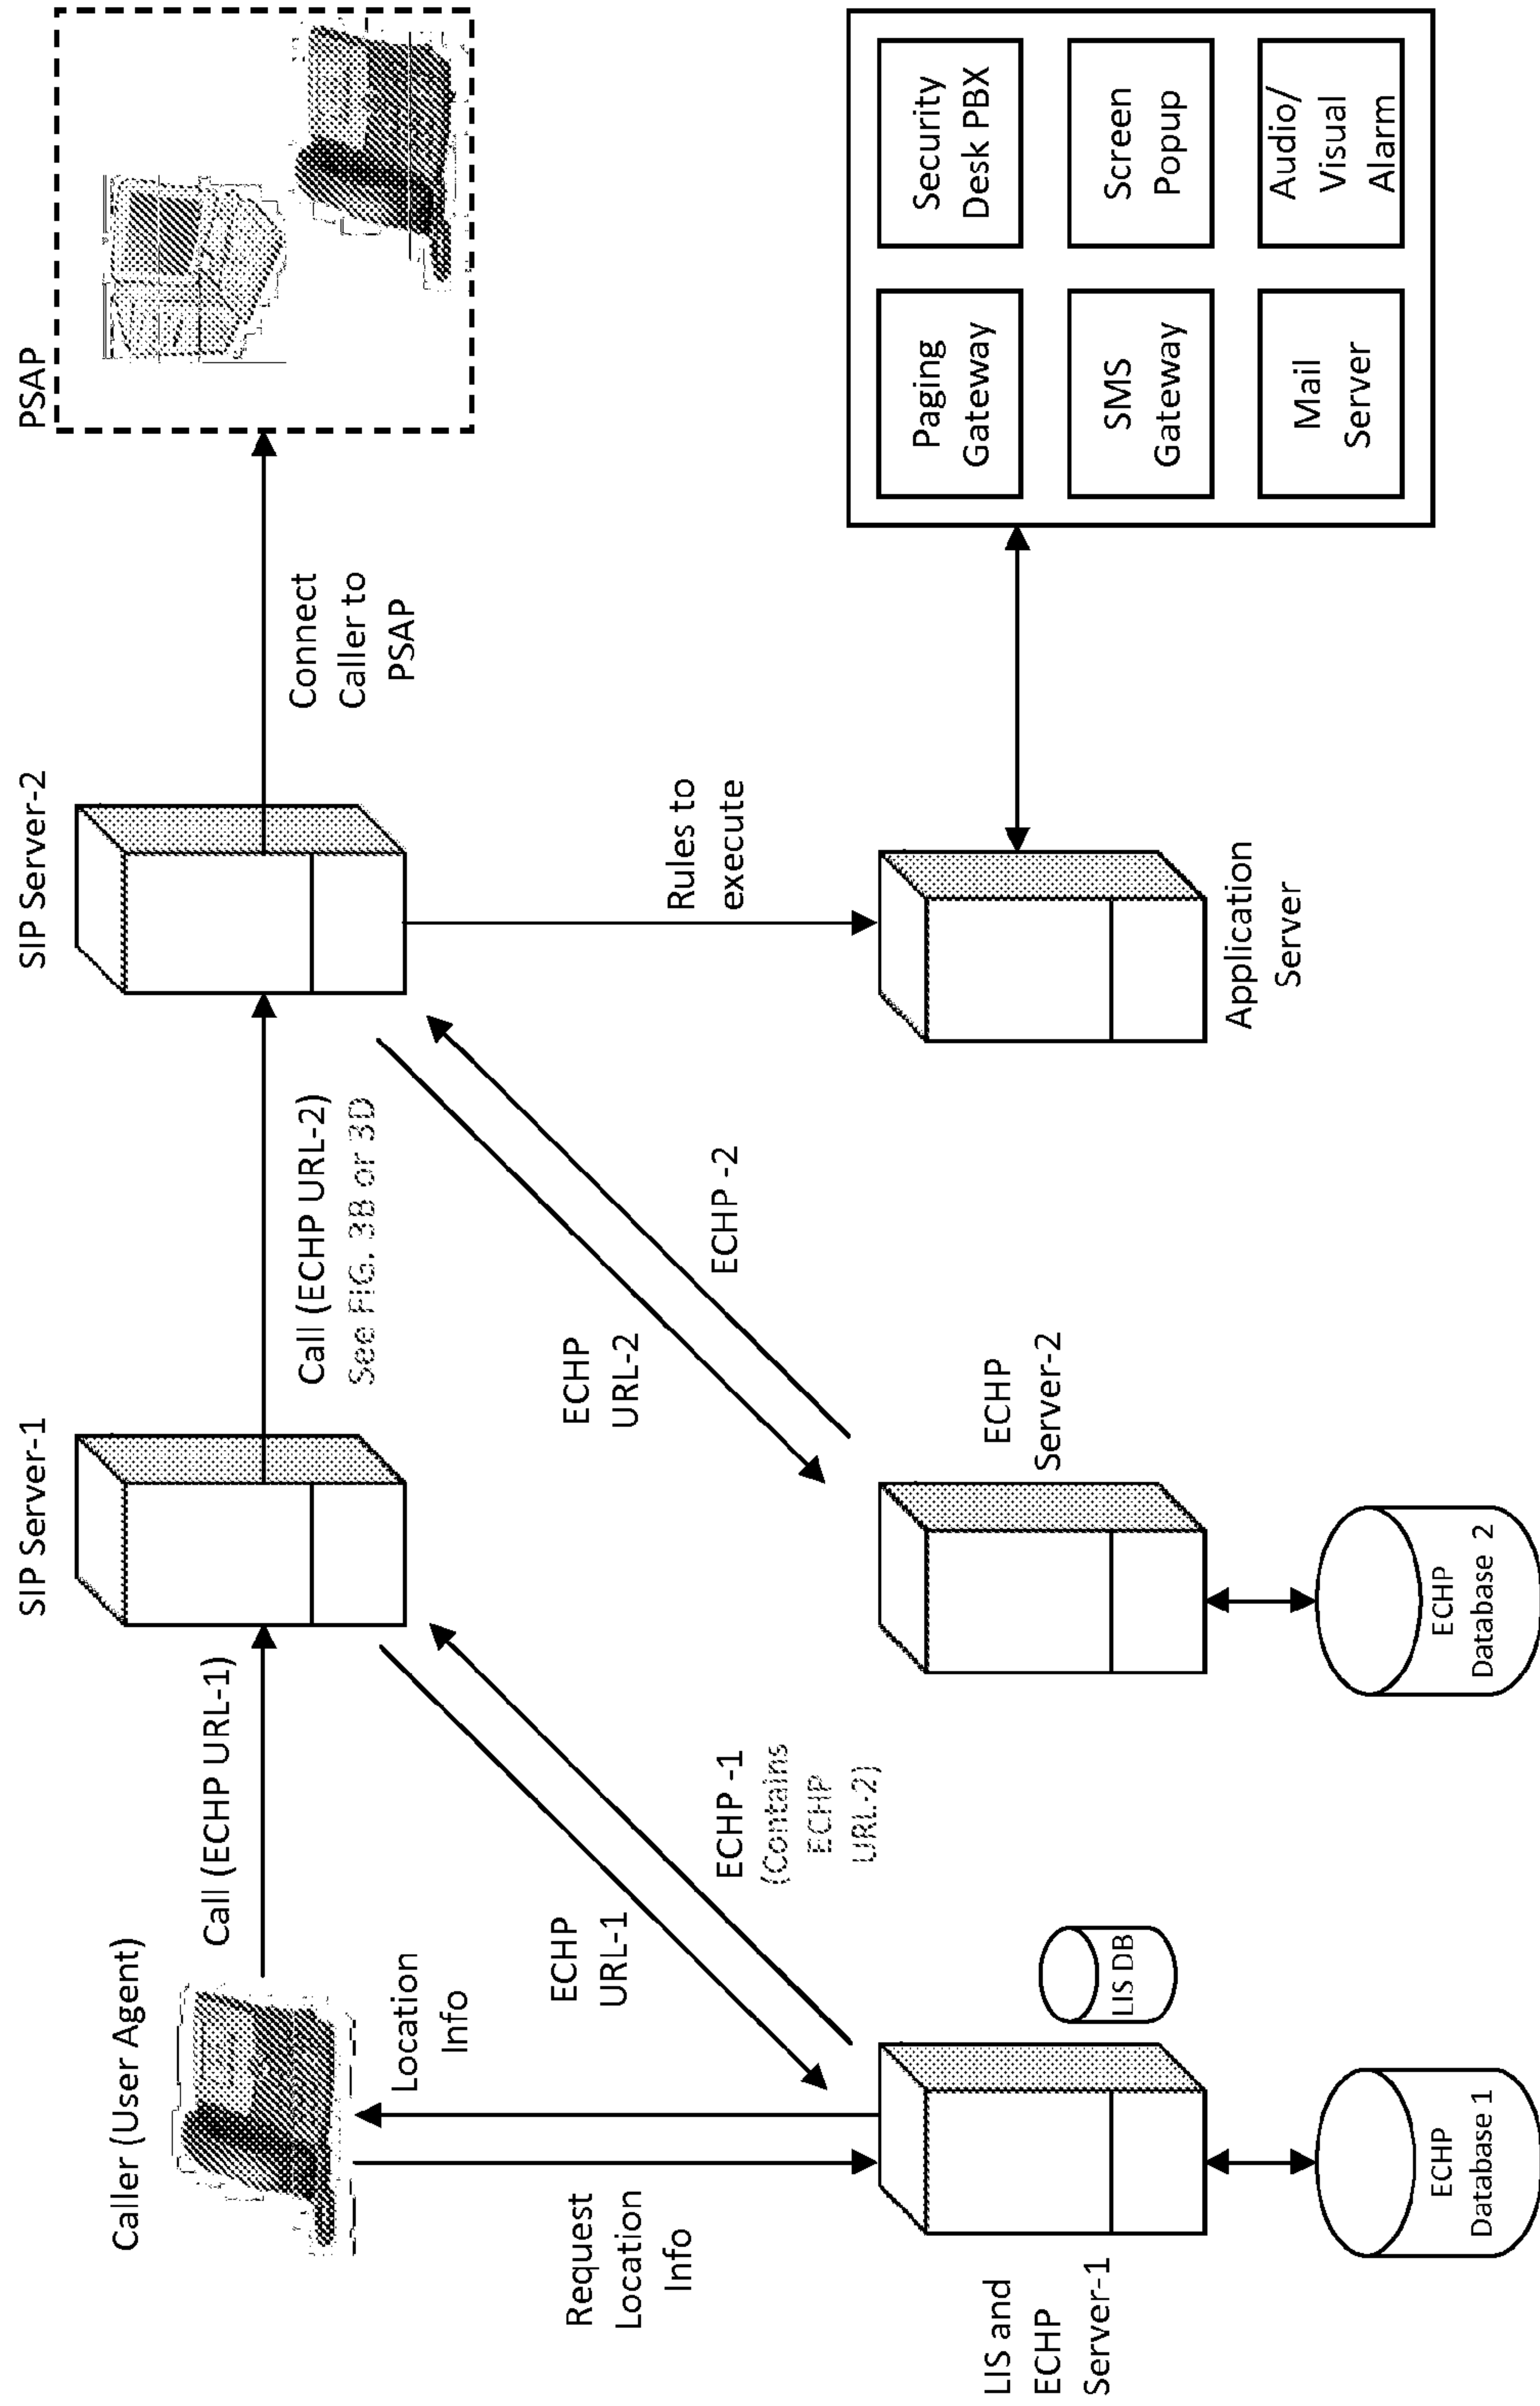 Caller (User Agent)
SIP Server-1
SIP Server-2
PSAP
Call (ECHP URL-1)
Call (ECHP URL-2)
See FIG. 3B or 3D
Connect
Caller to
PSAP
Request
Location
Info
Location
Info
ECHP
URL-1
ECHP -1
(Contains
ECHP
URL-2)
ECHP
URL-2
ECHP -2
Rules to
execute
LIS and
ECHP
Server-1
LIS DB
ECHP
Database 1
ECHP
Server-2
ECHP
Database 2
Application
Server
Paging
Gateway
Security
Desk PBX
SMS
Gateway
Screen
Popup
Mail
Server
Audio/
Visual
Alarm